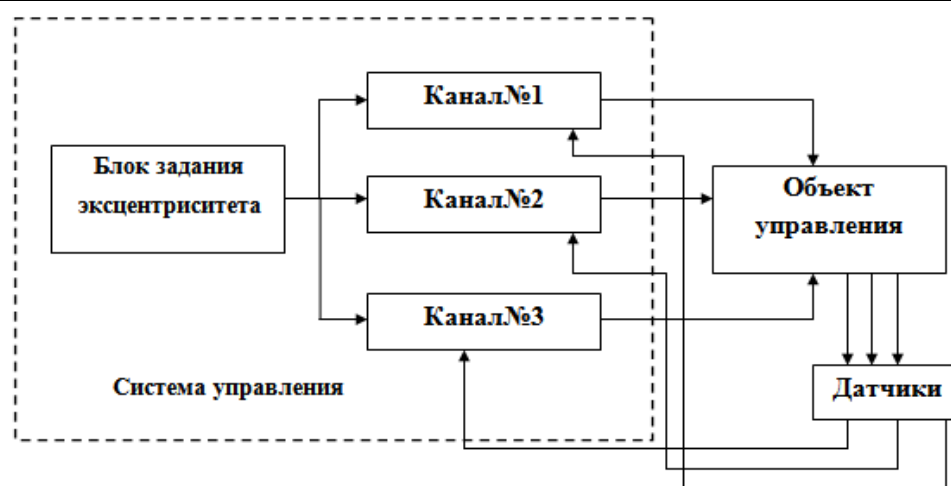 Канал№1
Блок задания
эксцентриситета
Канал№2
Объект
управления
Канал№3
Система управления
Датчики